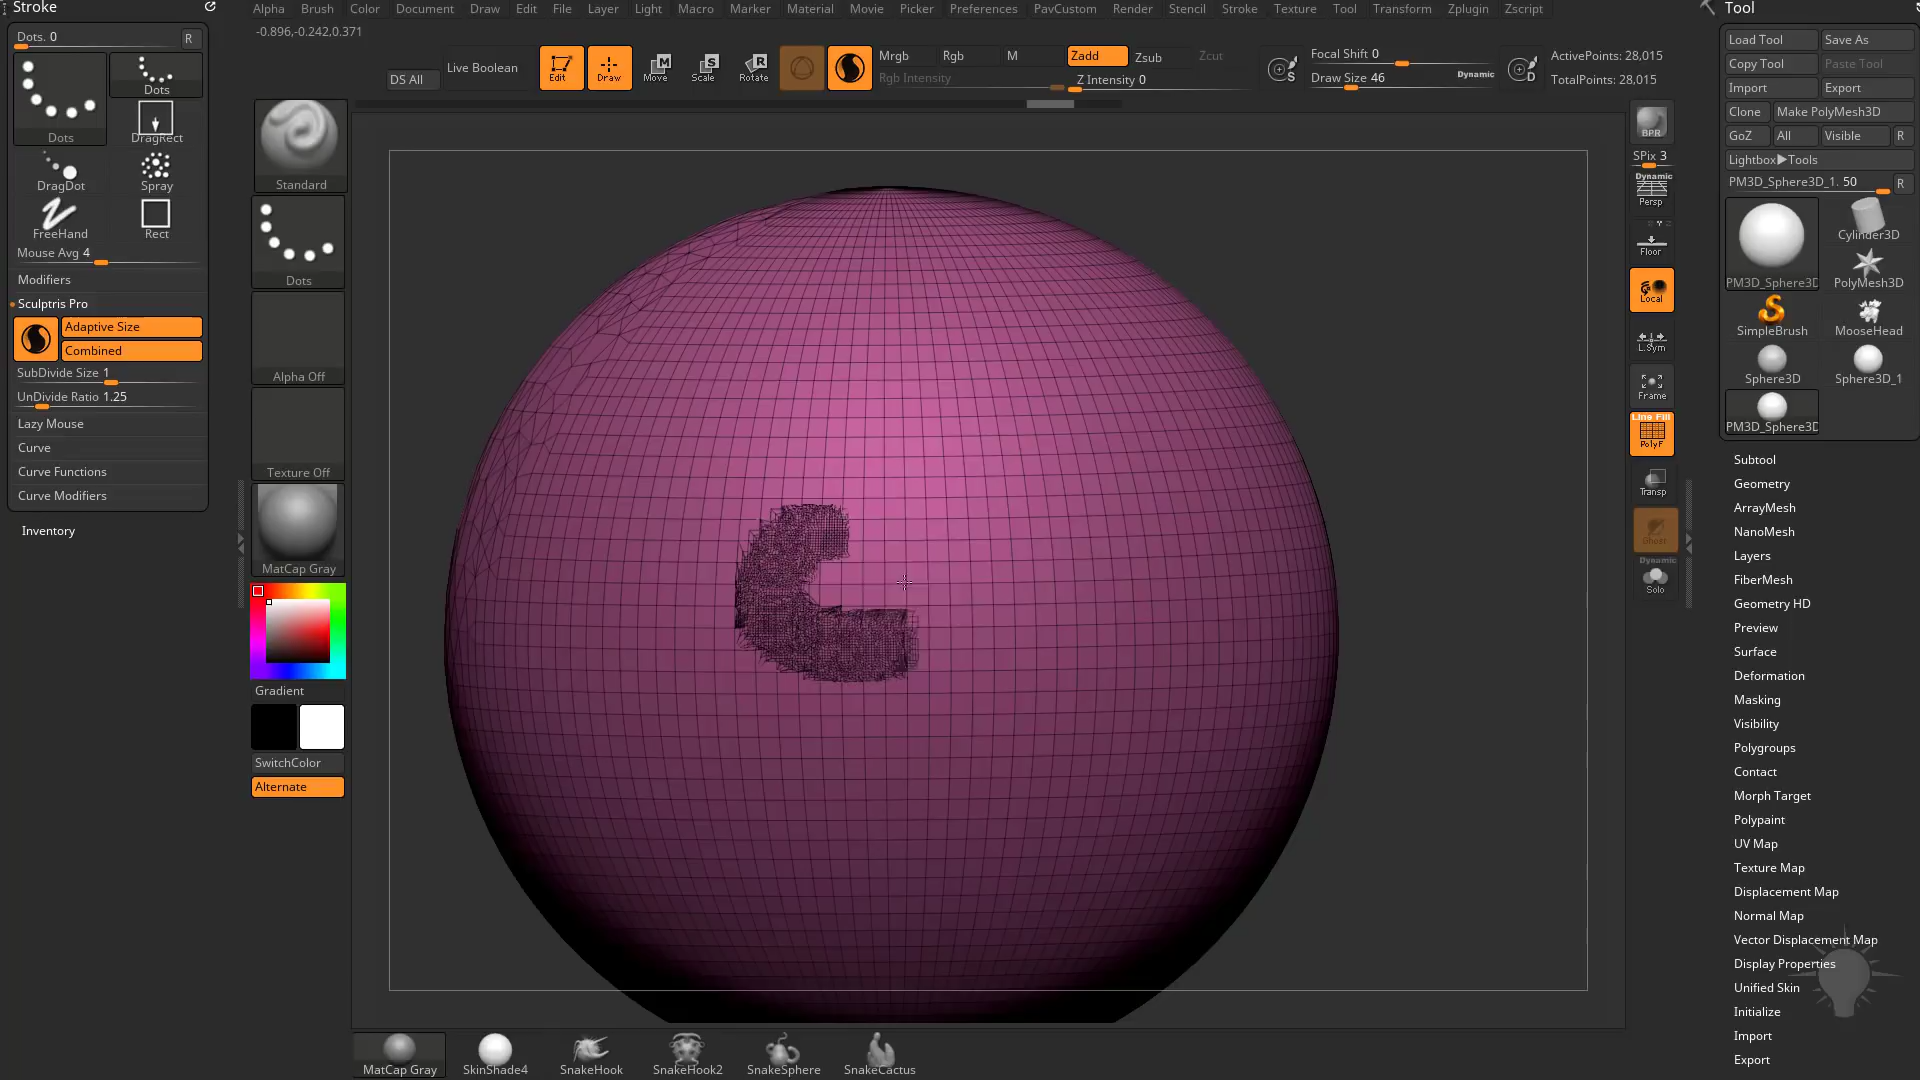 Stroke
Alpha Brush Color Document Draw Edit File Layer Light Macro Marker Material Movie Picker Preferences PavCustom Render Stencil Stroke Texture Tool Transform Zplugin Zscript
Tool
-0.896,-0.242,0.371
Dots. 0
R
Dots
Dots
DragRect
DragDot
Spray
FreeHand
Rect
Mouse Avg 4
Modifiers
Sculptris Pro
Adaptive Size
Combined
SubDivide Size 1
UnDivide Ratio 1.25
Lazy Mouse
Curve
Curve Functions
Curve Modifiers
Inventory
DS All
Live Boolean
Edit
Draw
M
Move
S
Scale
R
Rotate
Mrgb
Rgb
M
Rgb Intensity
Zadd
Zsub
Zcut
Z Intensity 0
S
Focal Shift 0
Draw Size 46
Dynamic
D
ActivePoints: 28,015
TotalPoints: 28,015
Standard
Dots
Alpha Off
Texture Off
MatCap Gray
Gradient
SwitchColor
Alternate
BPR
SPix 3
Dynamic
Persp
Floor
Local
L.Sym
Frame
Line Fill
PolyF
Transp
Ghost
Dynamic
Solo
Load Tool
Save As
Copy Tool
Paste Tool
Import
Export
Clone
Make PolyMesh3D
GoZ
All
Visible
R
Lightbox▶Tools
PM3D_Sphere3D_1. 50
R
PM3D_Sphere3D
Cylinder3D
PolyMesh3D
SimpleBrush
MooseHead
Sphere3D
Sphere3D_1
PM3D_Sphere3D
Subtool
Geometry
ArrayMesh
NanoMesh
Layers
FiberMesh
Geometry HD
Preview
Surface
Deformation
Masking
Visibility
Polygroups
Contact
Morph Target
Polypaint
UV Map
Texture Map
Displacement Map
Normal Map
Vector Displacement Map
Display Properties
Unified Skin
Initialize
Import
Export
MatCap Gray
SkinShade4
SnakeHook
SnakeHook2
SnakeSphere
SnakeCactus